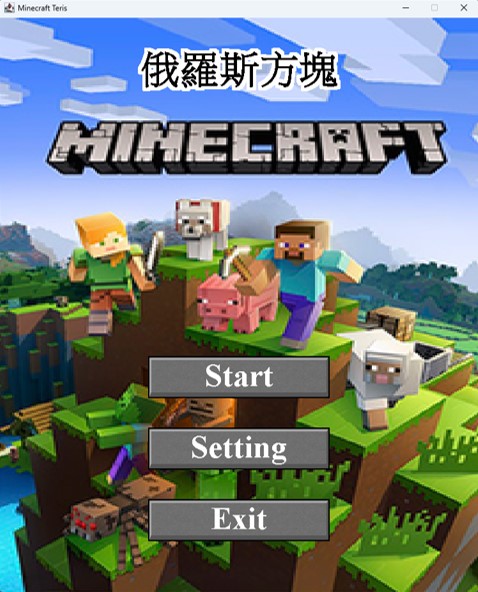 Minecraft Teris
俄羅斯方塊
MINECRAFT
Start
Setting
Exit